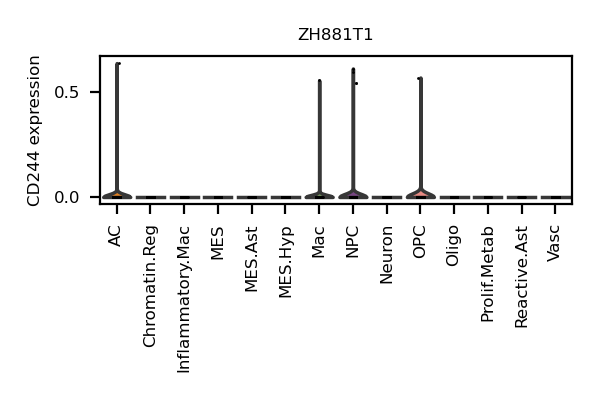 ZH881T1
CD244 expression
0.5
0.0
AC
Chromatin.Reg
Inflammatory.Mac
MES
MES.Ast
MES.Hyp
Mac
NPC
Neuron
OPC
Oligo
Prolif.Metab
Reactive.Ast
Vasc